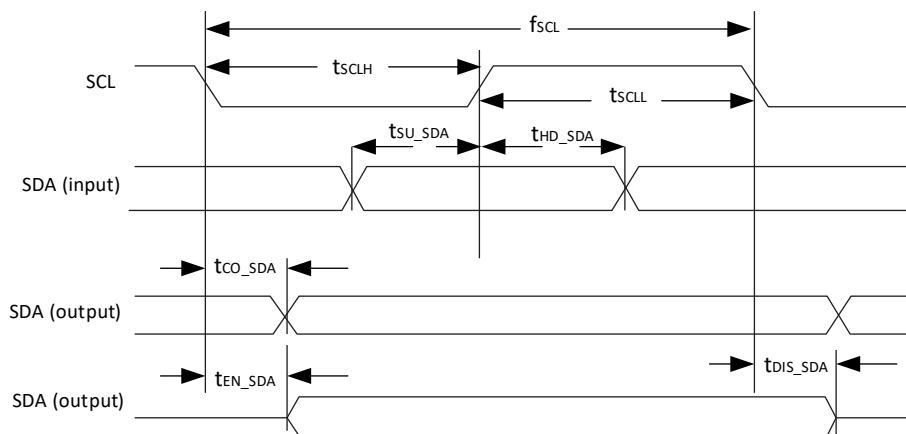 fSCL
tSCLH
SCL
tSCLL
tSU_SDA tHD_SDA
SDA (input)
tCO_SDA
SDA (output)
tEN_SDA tDIS_SDA
SDA (output)